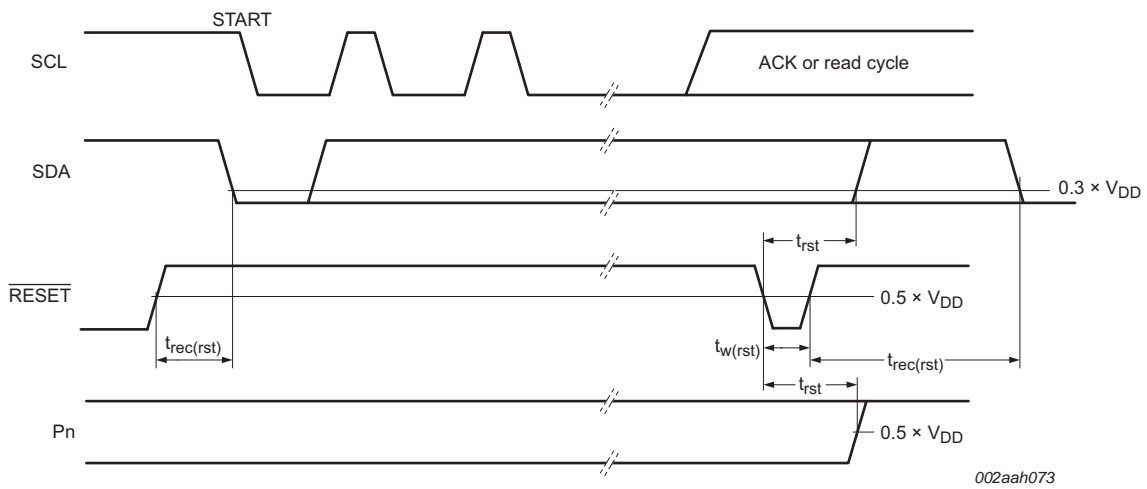 START
SCL
ACK or read cycle
SDA
0.3 × VDD
trst
RESET
0.5 × VDD
trec(rst)
tw(rst)
trec(rst)
trst
Pn
0.5 × VDD
002aah073